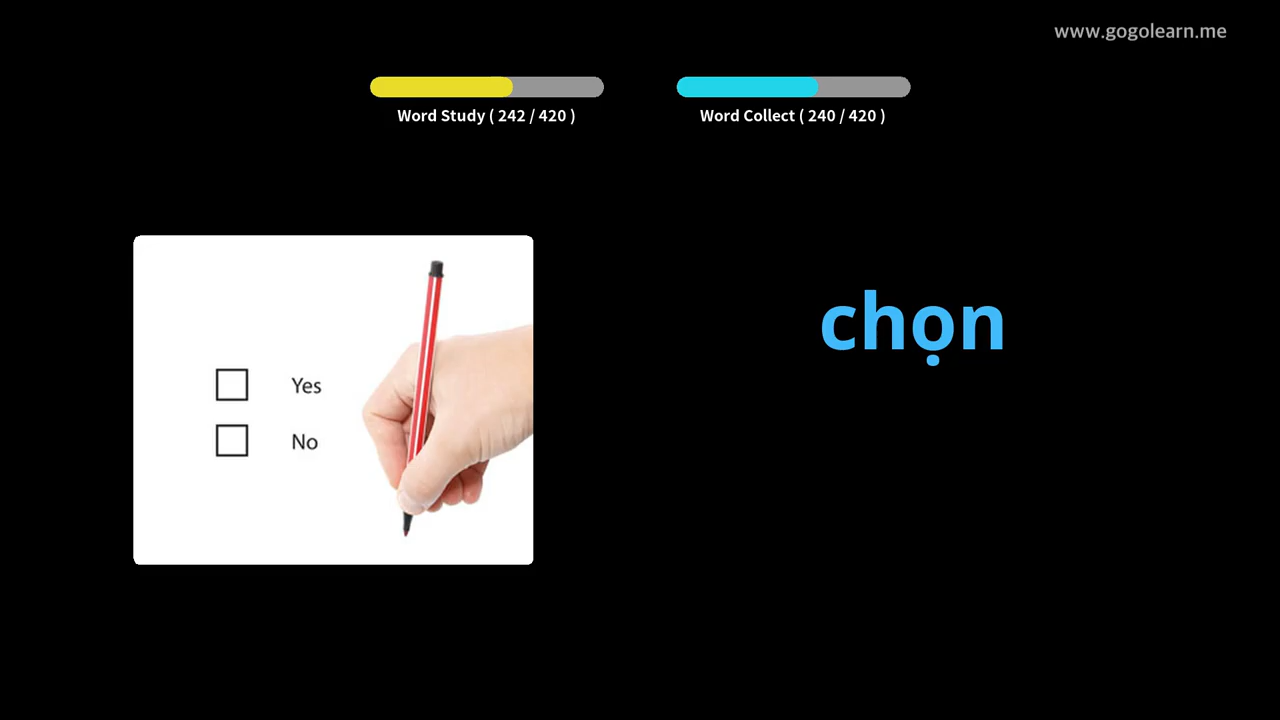 www.gogolearn.me
Word Study ( 242 / 420 )
Word Collect ( 240 / 420 )
chọn
Yes
No